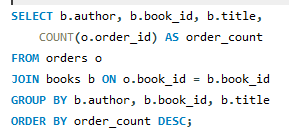 SELECT b.author, b.book_id, b.title,
    COUNT(o.order_id) AS order_count
FROM orders o
JOIN books b ON o.book_id = b.book_id
GROUP BY b.author, b.book_id, b.title
ORDER BY order_count DESC;